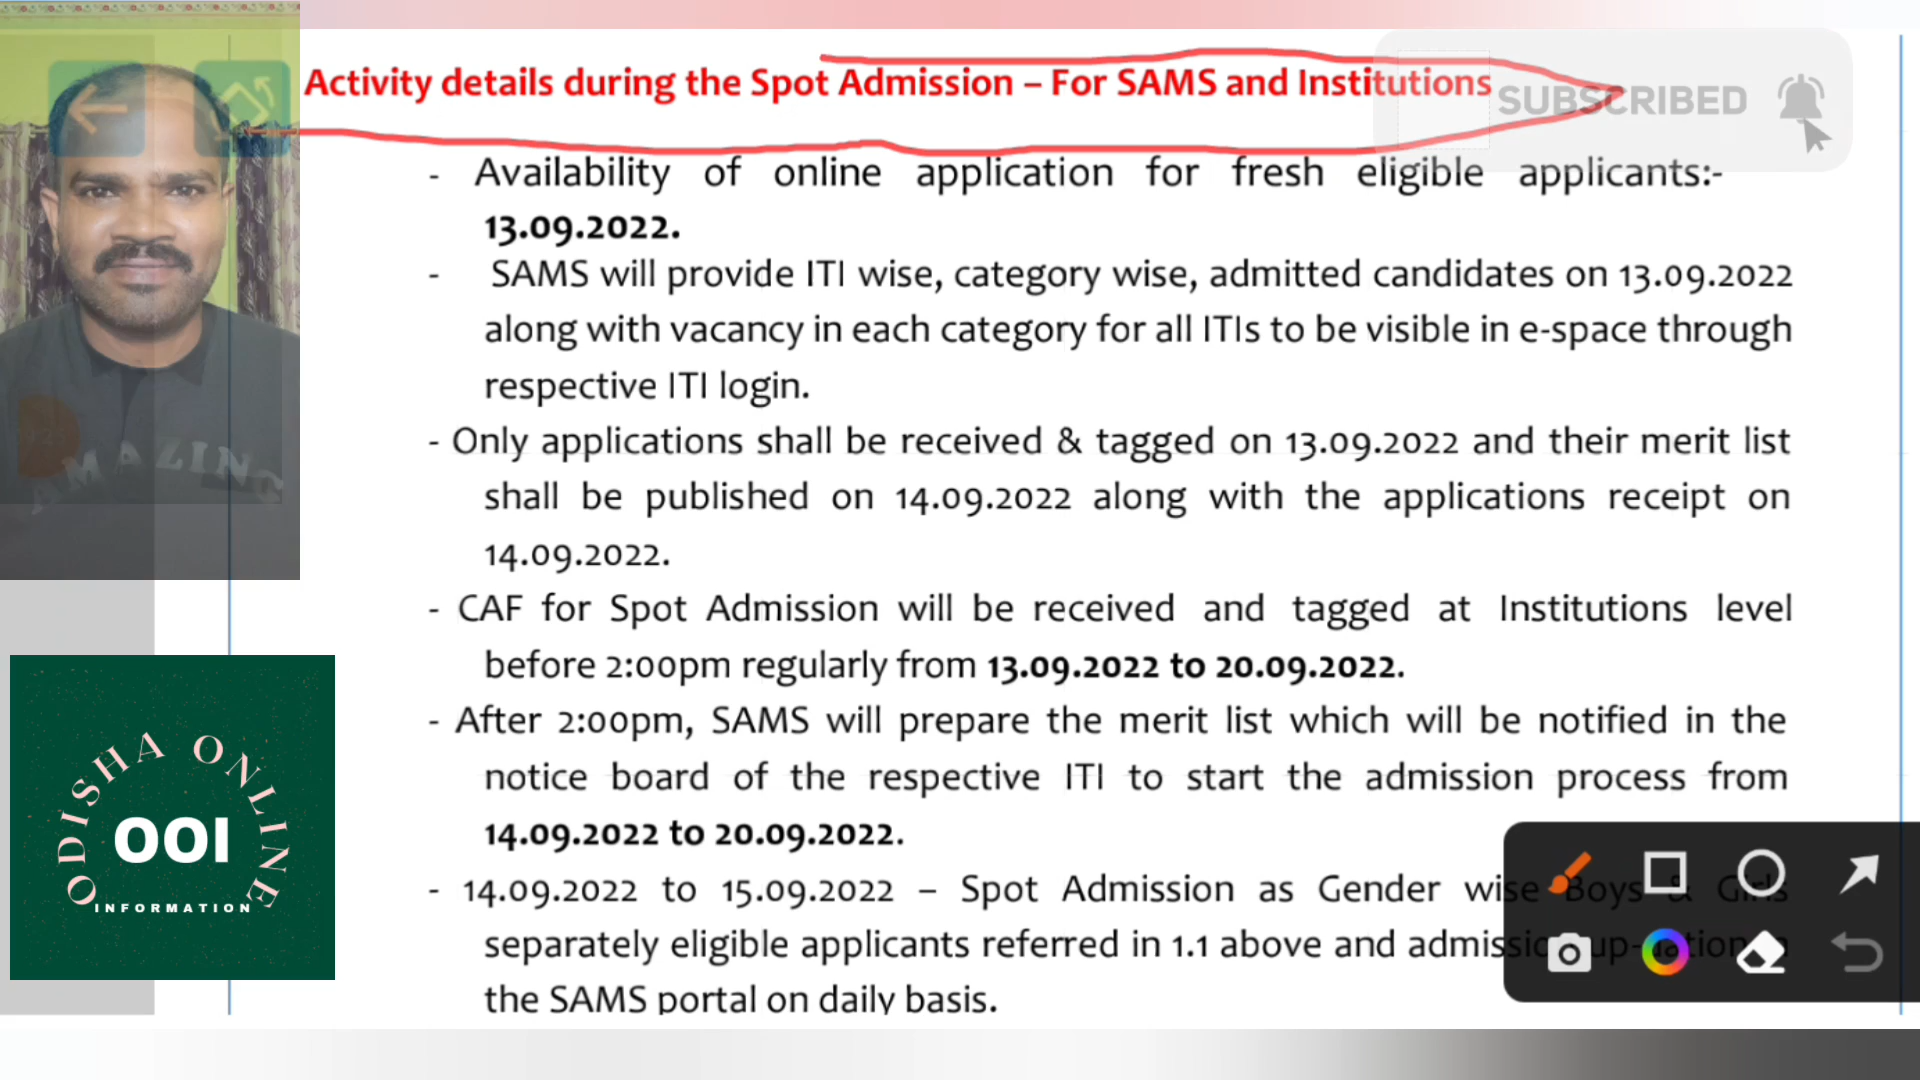 Activity details during the Spot Admission – For SAMS and Institutions
SUBSCRIBED
- Availability of online application for fresh eligible applicants:-
13.09.2022.
- SAMS will provide ITI wise, category wise, admitted candidates on 13.09.2022
along with vacancy in each category for all ITIs to be visible in e-space through
respective ITI login.
- Only applications shall be received & tagged on 13.09.2022 and their merit list
shall be published on 14.09.2022 along with the applications receipt on
14.09.2022.
- CAF for Spot Admission will be received and tagged at Institutions level
before 2:00pm regularly from 13.09.2022 to 20.09.2022.
- After 2:00pm, SAMS will prepare the merit list which will be notified in the
notice board of the respective ITI to start the admission process from
14.09.2022 to 20.09.2022.
- 14.09.2022 to 15.09.2022 – Spot Admission as Gender wise Boys & Girls
separately eligible applicants referred in 1.1 above and admission up-dation
the SAMS portal on daily basis.
AMAZING
ODISHA ONLINE
OOI
INFORMATION